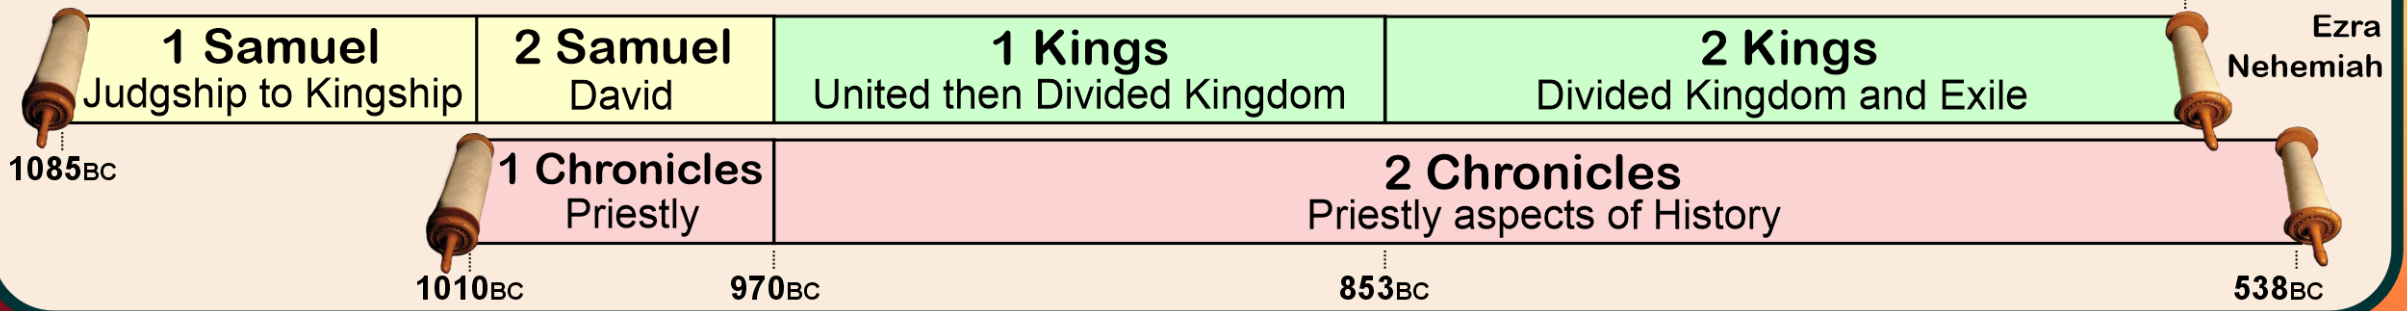 1 Samuel
Judgship to Kingship
2 Samuel
David
1 Kings
United then Divided Kingdom
2 Kings
Divided Kingdom and Exile
Ezra
Nehemiah
1085BC
1 Chronicles
Priestly
2 Chronicles
Priestly aspects of History
1010BC
970BC
853BC
538BC